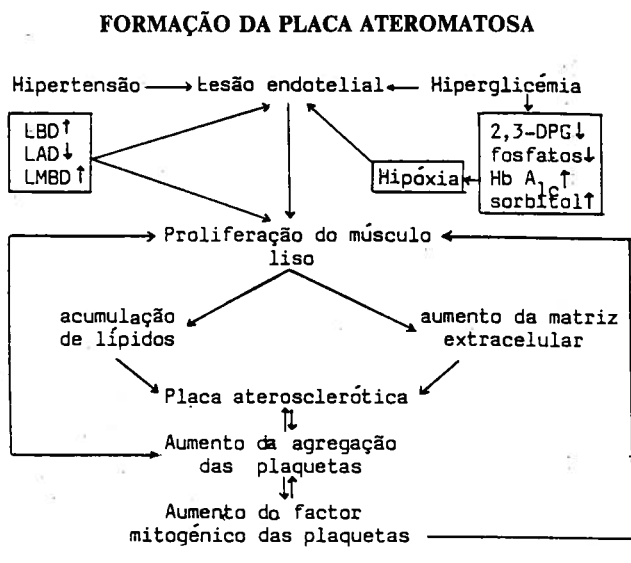 FORMAÇÃO DA PLACA ATEROMATOSA
Hipertensão → Lesão endotelial ← Hiperglicémia
LBD↑
LAD↓
LMBD↑
2,3-DPG↓
fosfatos↓
Hb A1c↑
sorbitol↑
Hipóxia
Proliferação do músculo
liso
acumulação
de lípidos
aumento da matriz
extracelular
Placa aterosclerótica
Aumento da agregação
das plaquetas
Aumento do factor
mitogénico das plaquetas